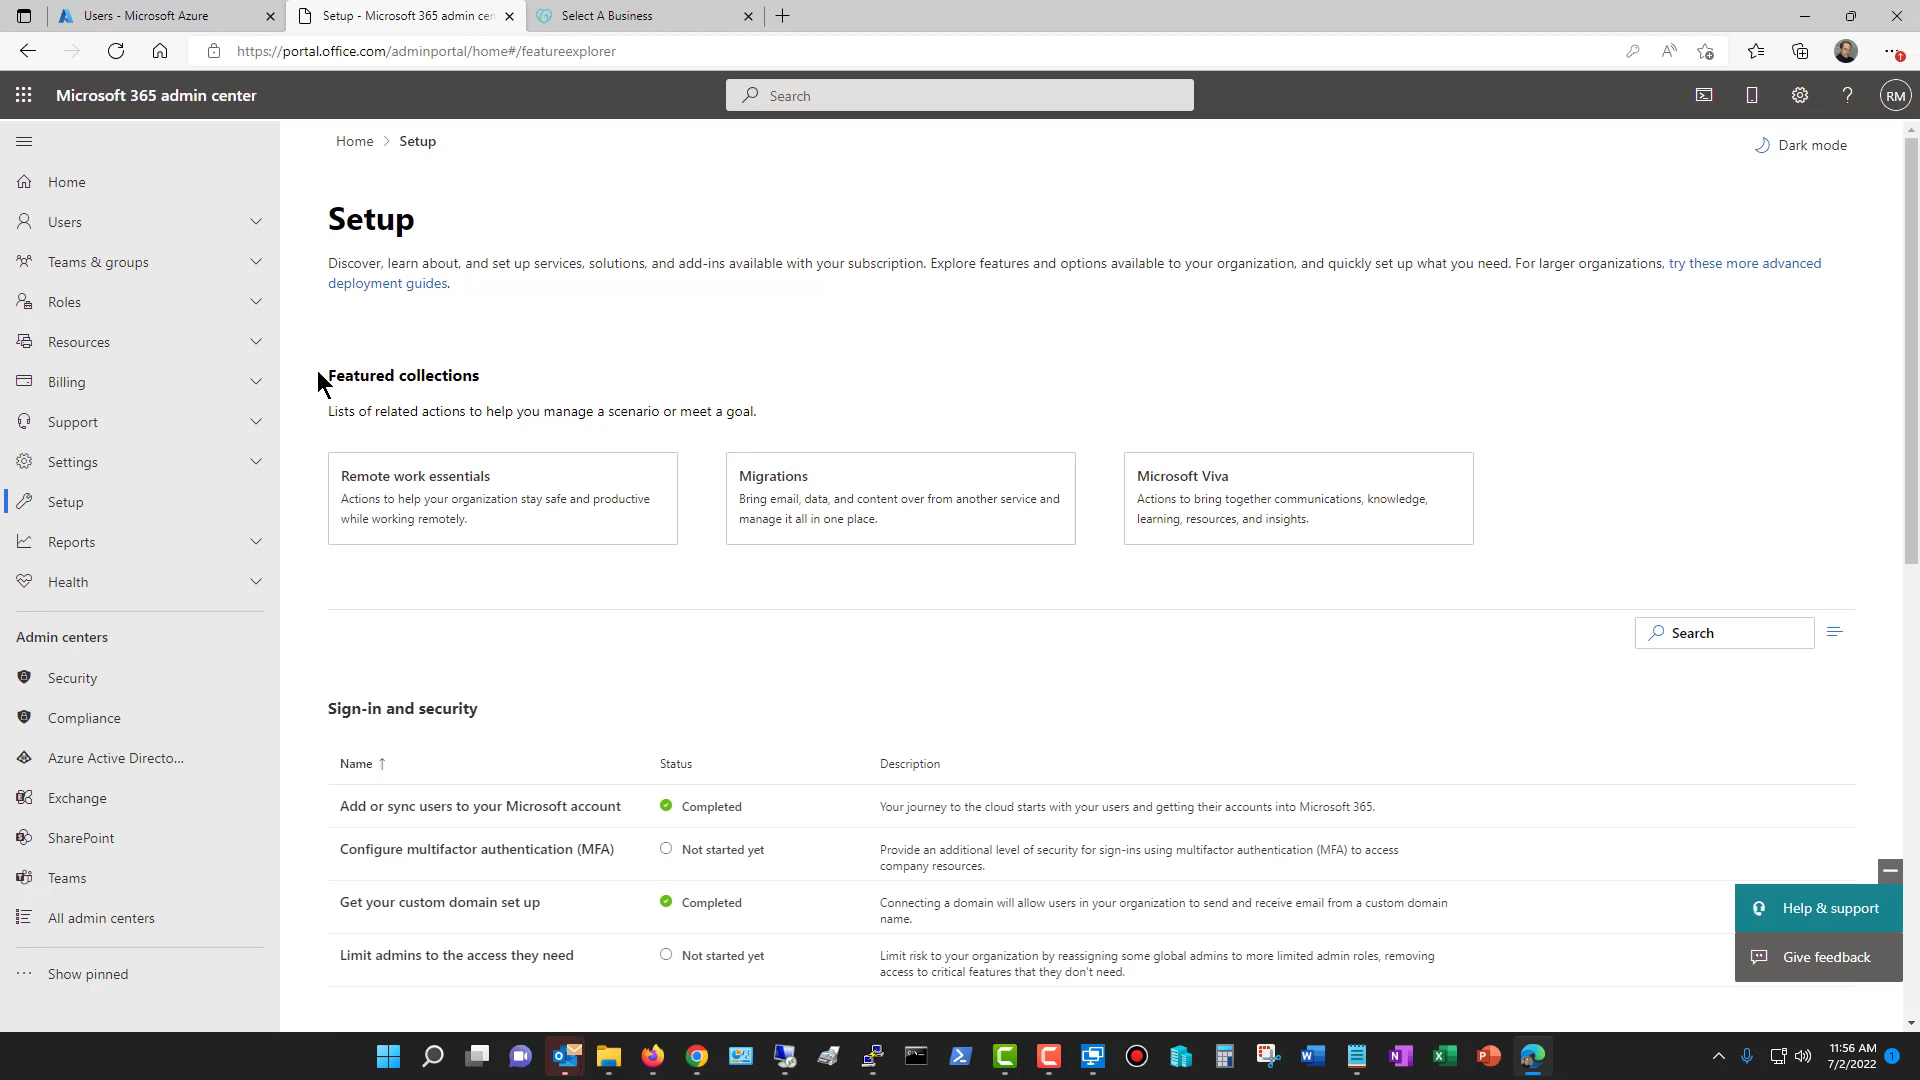 Users - Microsoft Azure
Setup - Microsoft 365 admin cen
Select A Business
https://portal.office.com/adminportal/home#/featureexplorer
Microsoft 365 admin center
Search
RM
Home
Users
Teams & groups
Roles
Resources
Billing
Support
Settings
Setup
Reports
Health
Admin centers
Security
Compliance
Azure Active Directo...
Exchange
SharePoint
Teams
All admin centers
Show pinned
Home > Setup
Dark mode
Setup
Discover, learn about, and set up services, solutions, and add-ins available with your subscription. Explore features and options available to your organization, and quickly set up what you need. For larger organizations, try these more advanced
deployment guides.
Featured collections
Lists of related actions to help you manage a scenario or meet a goal.
Remote work essentials
Actions to help your organization stay safe and productive
while working remotely.
Migrations
Bring email, data, and content over from another service and
manage it all in one place.
Microsoft Viva
Actions to bring together communications, knowledge,
learning, resources, and insights.
Search
Sign-in and security
Name ↑ Status Description
Add or sync users to your Microsoft account Completed Your journey to the cloud starts with your users and getting their accounts into Microsoft 365.
Configure multifactor authentication (MFA) Not started yet Provide an additional level of security for sign-ins using multifactor authentication (MFA) to access
company resources.
Get your custom domain set up Completed Connecting a domain will allow users in your organization to send and receive email from a custom domain
name.
Limit admins to the access they need Not started yet Limit risk to your organization by reassigning some global admins to more limited admin roles, removing
access to critical features that they don't need.
Help & support
Give feedback
11:56 AM
7/2/2022
1